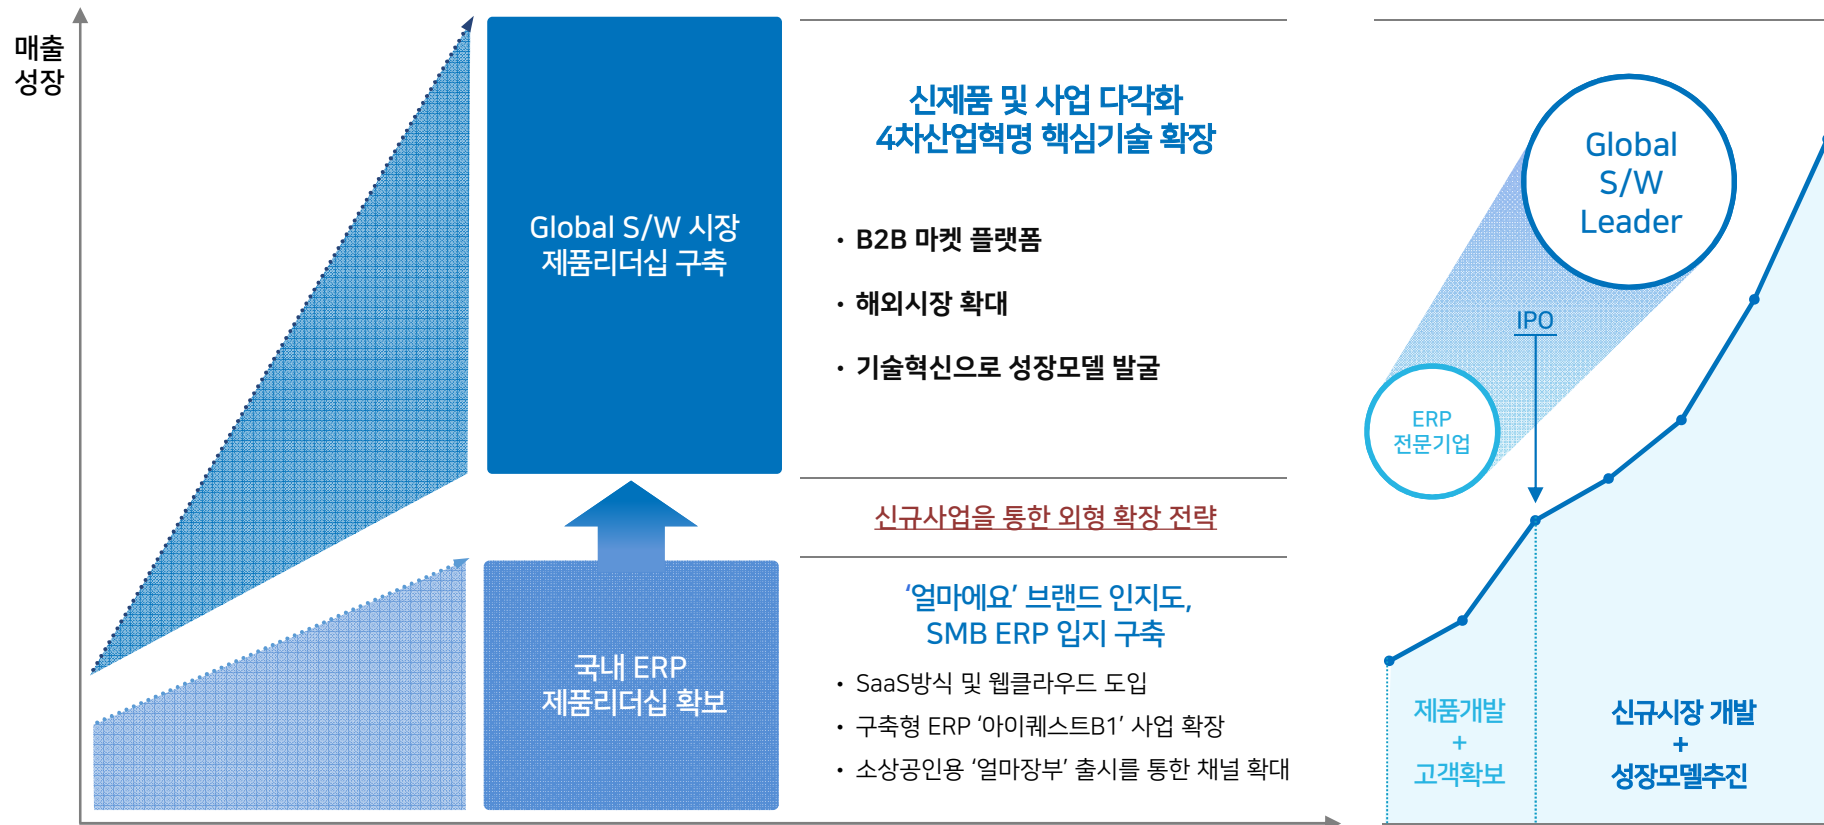 매출
성장
Global S/W 시장
제품리더십 구축
국내 ERP
제품리더십 확보
신제품 및 사업 다각화
4차산업혁명 핵심기술 확장
· B2B 마켓 플랫폼
· 해외시장 확대
· 기술혁신으로 성장모델 발굴
신규사업을 통한 외형 확장 전략
‘얼마에요’ 브랜드 인지도,
SMB ERP 입지 구축
· SaaS방식 및 웹클라우드 도입
· 구축형 ERP ‘아이퀘스트B1’ 사업 확장
· 소상공인용 ‘얼마장부’ 출시를 통한 채널 확대
Global
S/W
Leader
IPO
ERP
전문기업
제품개발
+
고객확보
신규시장 개발
+
성장모델추진